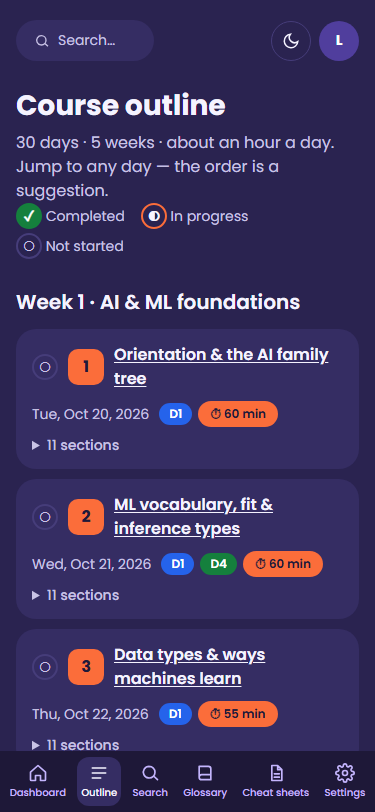 Search...
L
Course outline
30 days · 5 weeks · about an hour a day.
Jump to any day — the order is a
suggestion.
Completed In progress
Not started
Week 1 · AI & ML foundations
1 Orientation & the AI family
tree
Tue, Oct 20, 2026 D1 60 min
11 sections
2 ML vocabulary, fit &
inference types
Wed, Oct 21, 2026 D1 D4 60 min
11 sections
3 Data types & ways
machines learn
Thu, Oct 22, 2026 D1 55 min
11 sections
Dashboard Outline Search Glossary Cheat sheets Settings